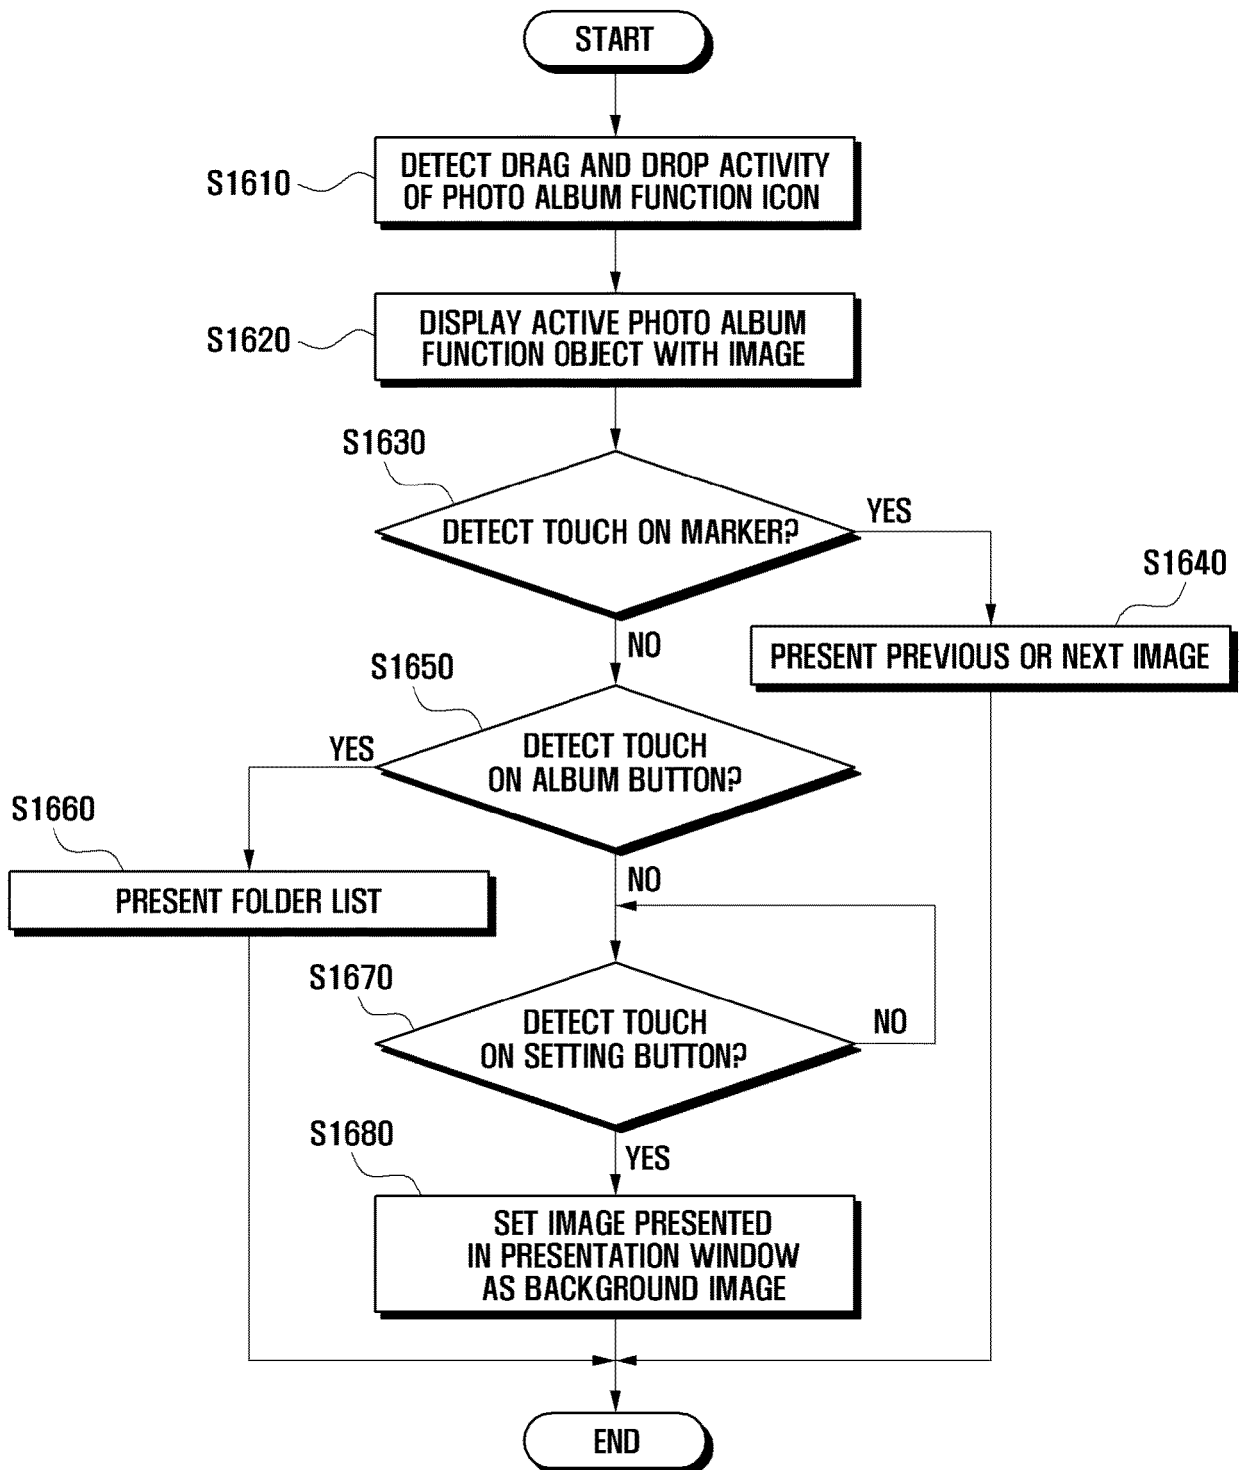 START
S1610
DETECT DRAG AND DROP ACTIVITY
OF PHOTO ALBUM FUNCTION ICON
S1620
DISPLAY ACTIVE PHOTO ALBUM
FUNCTION OBJECT WITH IMAGE
S1630
DETECT TOUCH ON MARKER?
YES
S1640
PRESENT PREVIOUS OR NEXT IMAGE
NO
S1650
DETECT TOUCH
ON ALBUM BUTTON?
YES
S1660
PRESENT FOLDER LIST
NO
S1670
DETECT TOUCH
ON SETTING BUTTON?
NO
YES
S1680
SET IMAGE PRESENTED
IN PRESENTATION WINDOW
AS BACKGROUND IMAGE
END